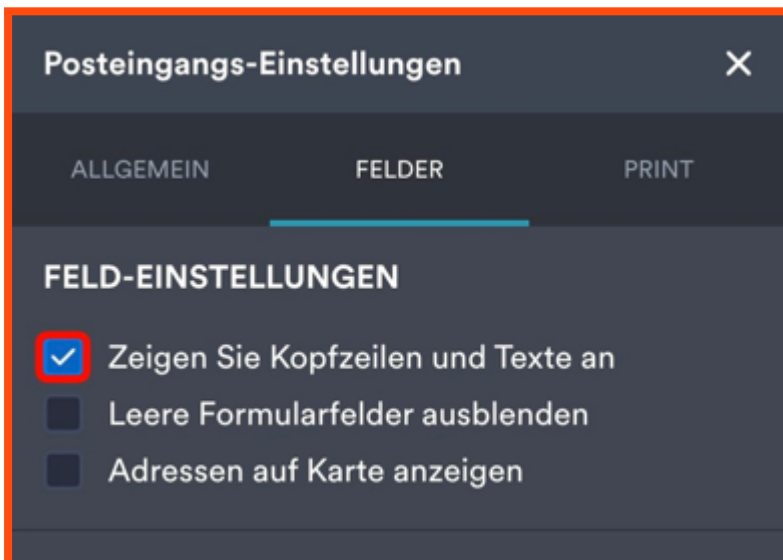 Posteingangs-Einstellungen
ALLGEMEIN FELDER PRINT
FELD-EINSTELLUNGEN
Zeigen Sie Kopfzeilen und Texte an
Leere Formularfelder ausblenden
Adressen auf Karte anzeigen